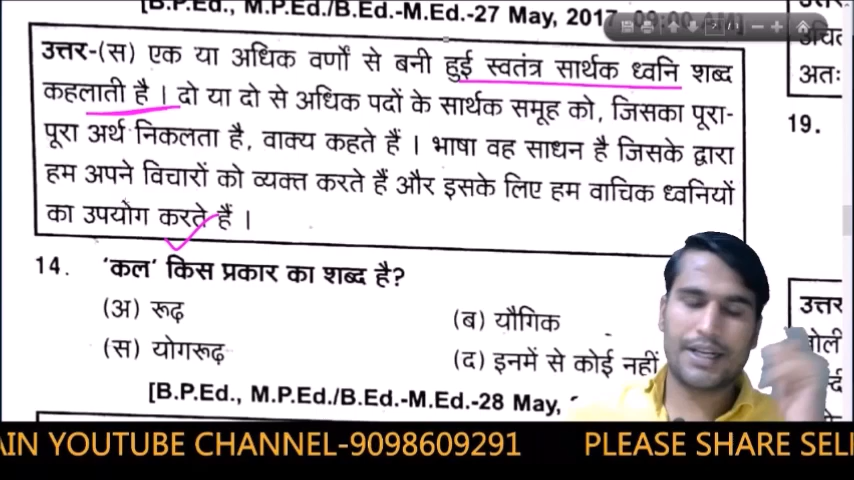 [B.P.Ed., M.P.Ed./B.Ed.-M.Ed.-27 May, 2017
उत्तर-(स) एक या अधिक वर्णों से बनी हुई स्वतंत्र सार्थक ध्वनि शब्द
कहलाती है । दो या दो से अधिक पदों के सार्थक समूह को, जिसका पूरा-
पूरा अर्थ निकलता है, वाक्य कहते हैं । भाषा वह साधन है जिसके द्वारा
हम अपने विचारों को व्यक्त करते हैं और इसके लिए हम वाचिक ध्वनियों
का उपयोग करते हैं ।
14. 'कल' किस प्रकार का शब्द है?
(अ) रूढ़ (ब) यौगिक
(स) योगरूढ़ (द) इनमें से कोई नहीं
[B.P.Ed., M.P.Ed./B.Ed.-M.Ed.-28 May,
अतः
19.
उत्तर
AIN YOUTUBE CHANNEL-9098609291 PLEASE SHARE SEL